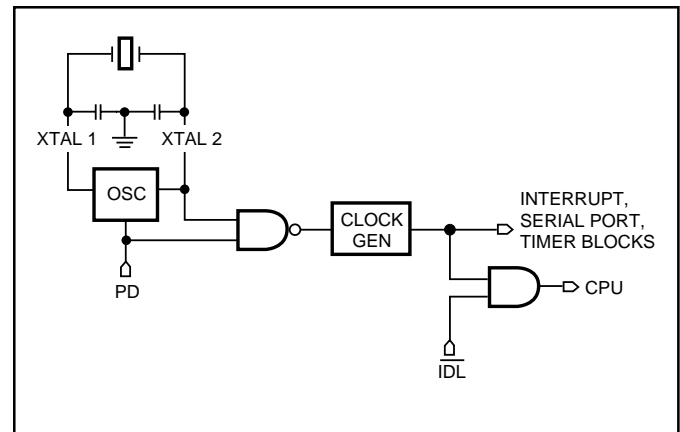 XTAL 1
XTAL 2
OSC
PD
CLOCK
GEN
INTERRUPT,
SERIAL PORT,
TIMER BLOCKS
CPU
IDL